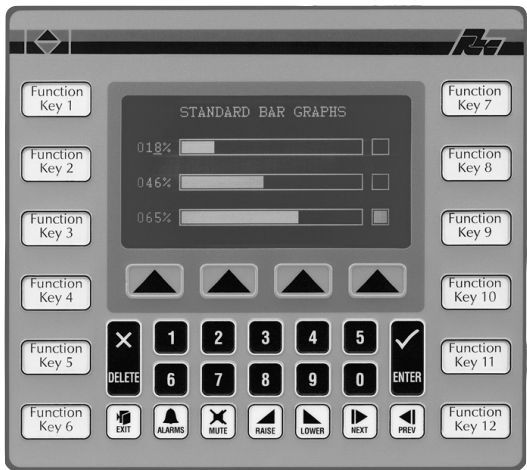 Function
Key 1
Function
Key 2
Function
Key 3
Function
Key 4
Function
Key 5
Function
Key 6
STANDARD BAR GRAPHS
018%
046%
065%
Function
Key 7
Function
Key 8
Function
Key 9
Function
Key 10
Function
Key 11
Function
Key 12
DELETE
1 2 3 4 5
6 7 8 9 0
ENTER
EXIT ALARMS MUTE RAISE LOWER NEXT PREV